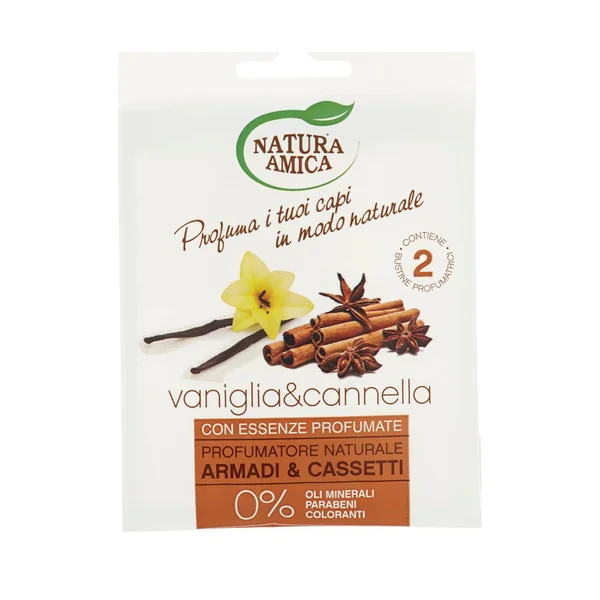 NATURA
AMICA
Profuma i tuoi capi
in modo naturale
CONTIENE
2
BUSTINE PROFUMATRICI
vaniglia&cannella
CON ESSENZE PROFUMATE
PROFUMATORE NATURALE
ARMADI & CASSETTI
0% OLI MINERALI
PARABENI
COLORANTI